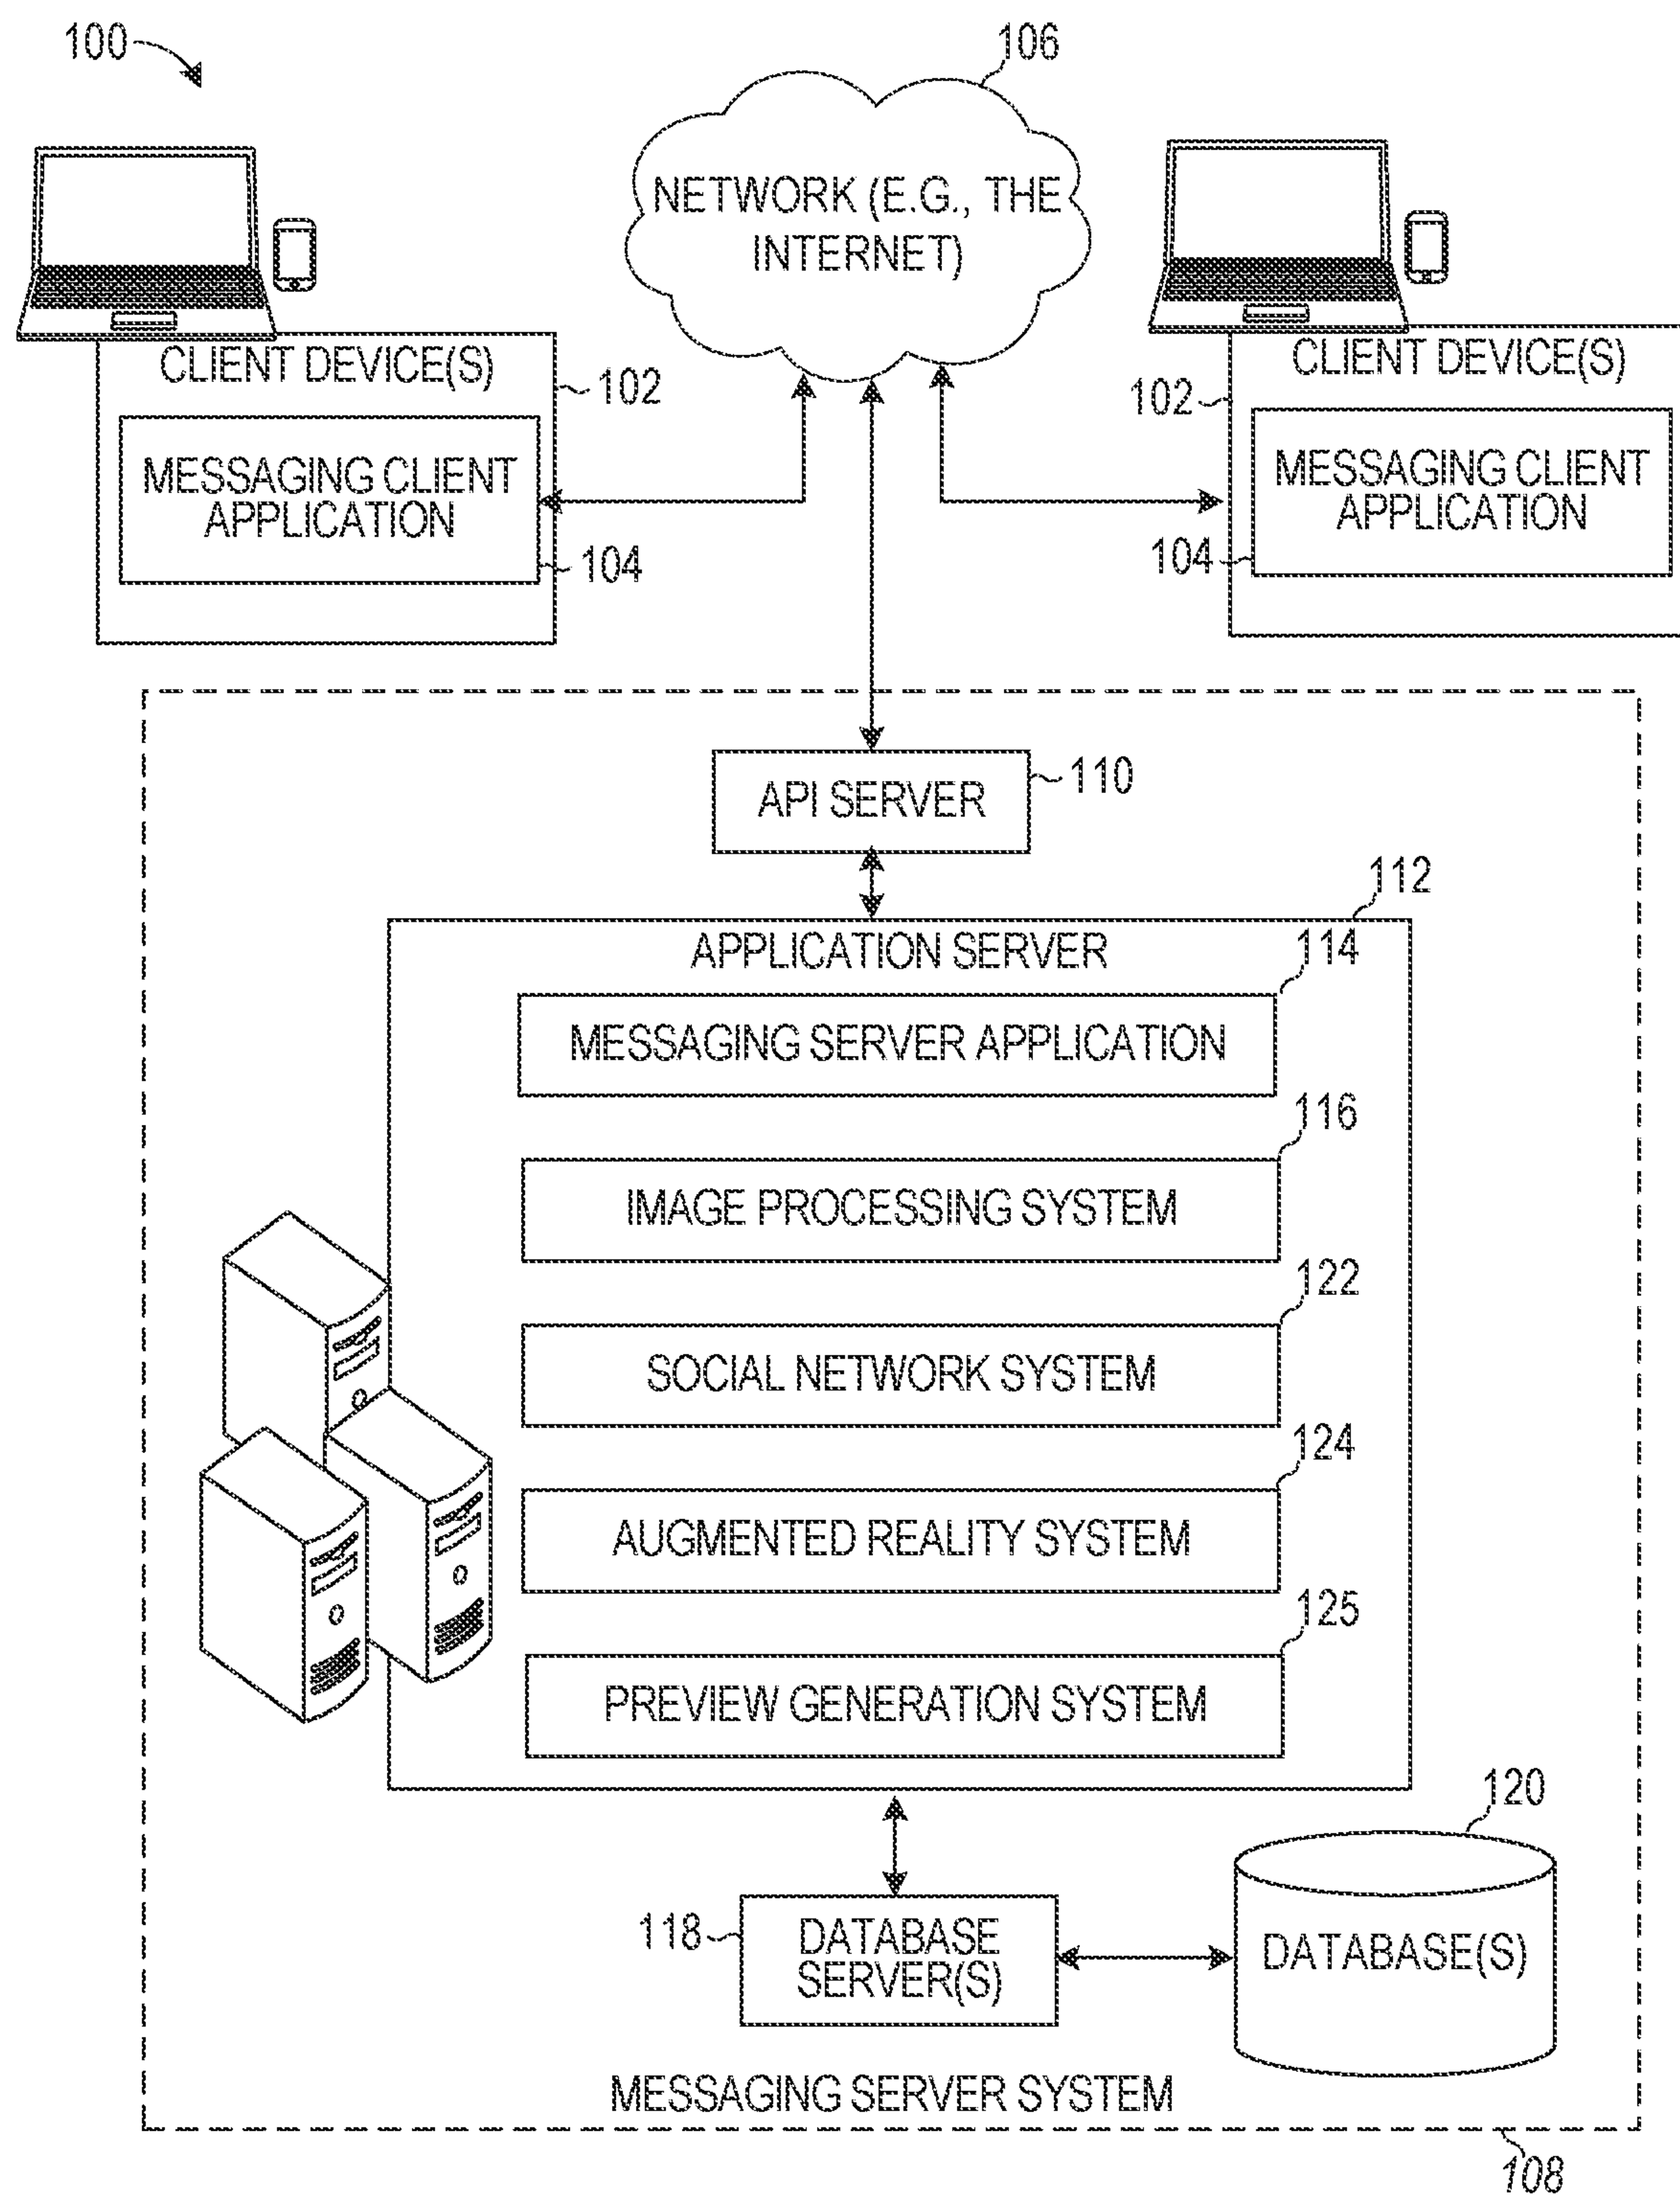 100
106
NETWORK (E.G., THE
INTERNET)
CLIENT DEVICE(S)
102
MESSAGING CLIENT
APPLICATION
104
CLIENT DEVICE(S)
102
MESSAGING CLIENT
APPLICATION
104
API SERVER
110
112
APPLICATION SERVER
114
MESSAGING SERVER APPLICATION
116
IMAGE PROCESSING SYSTEM
122
SOCIAL NETWORK SYSTEM
124
AUGMENTED REALITY SYSTEM
125
PREVIEW GENERATION SYSTEM
120
118
DATABASE
SERVER(S)
DATABASE(S)
MESSAGING SERVER SYSTEM
108